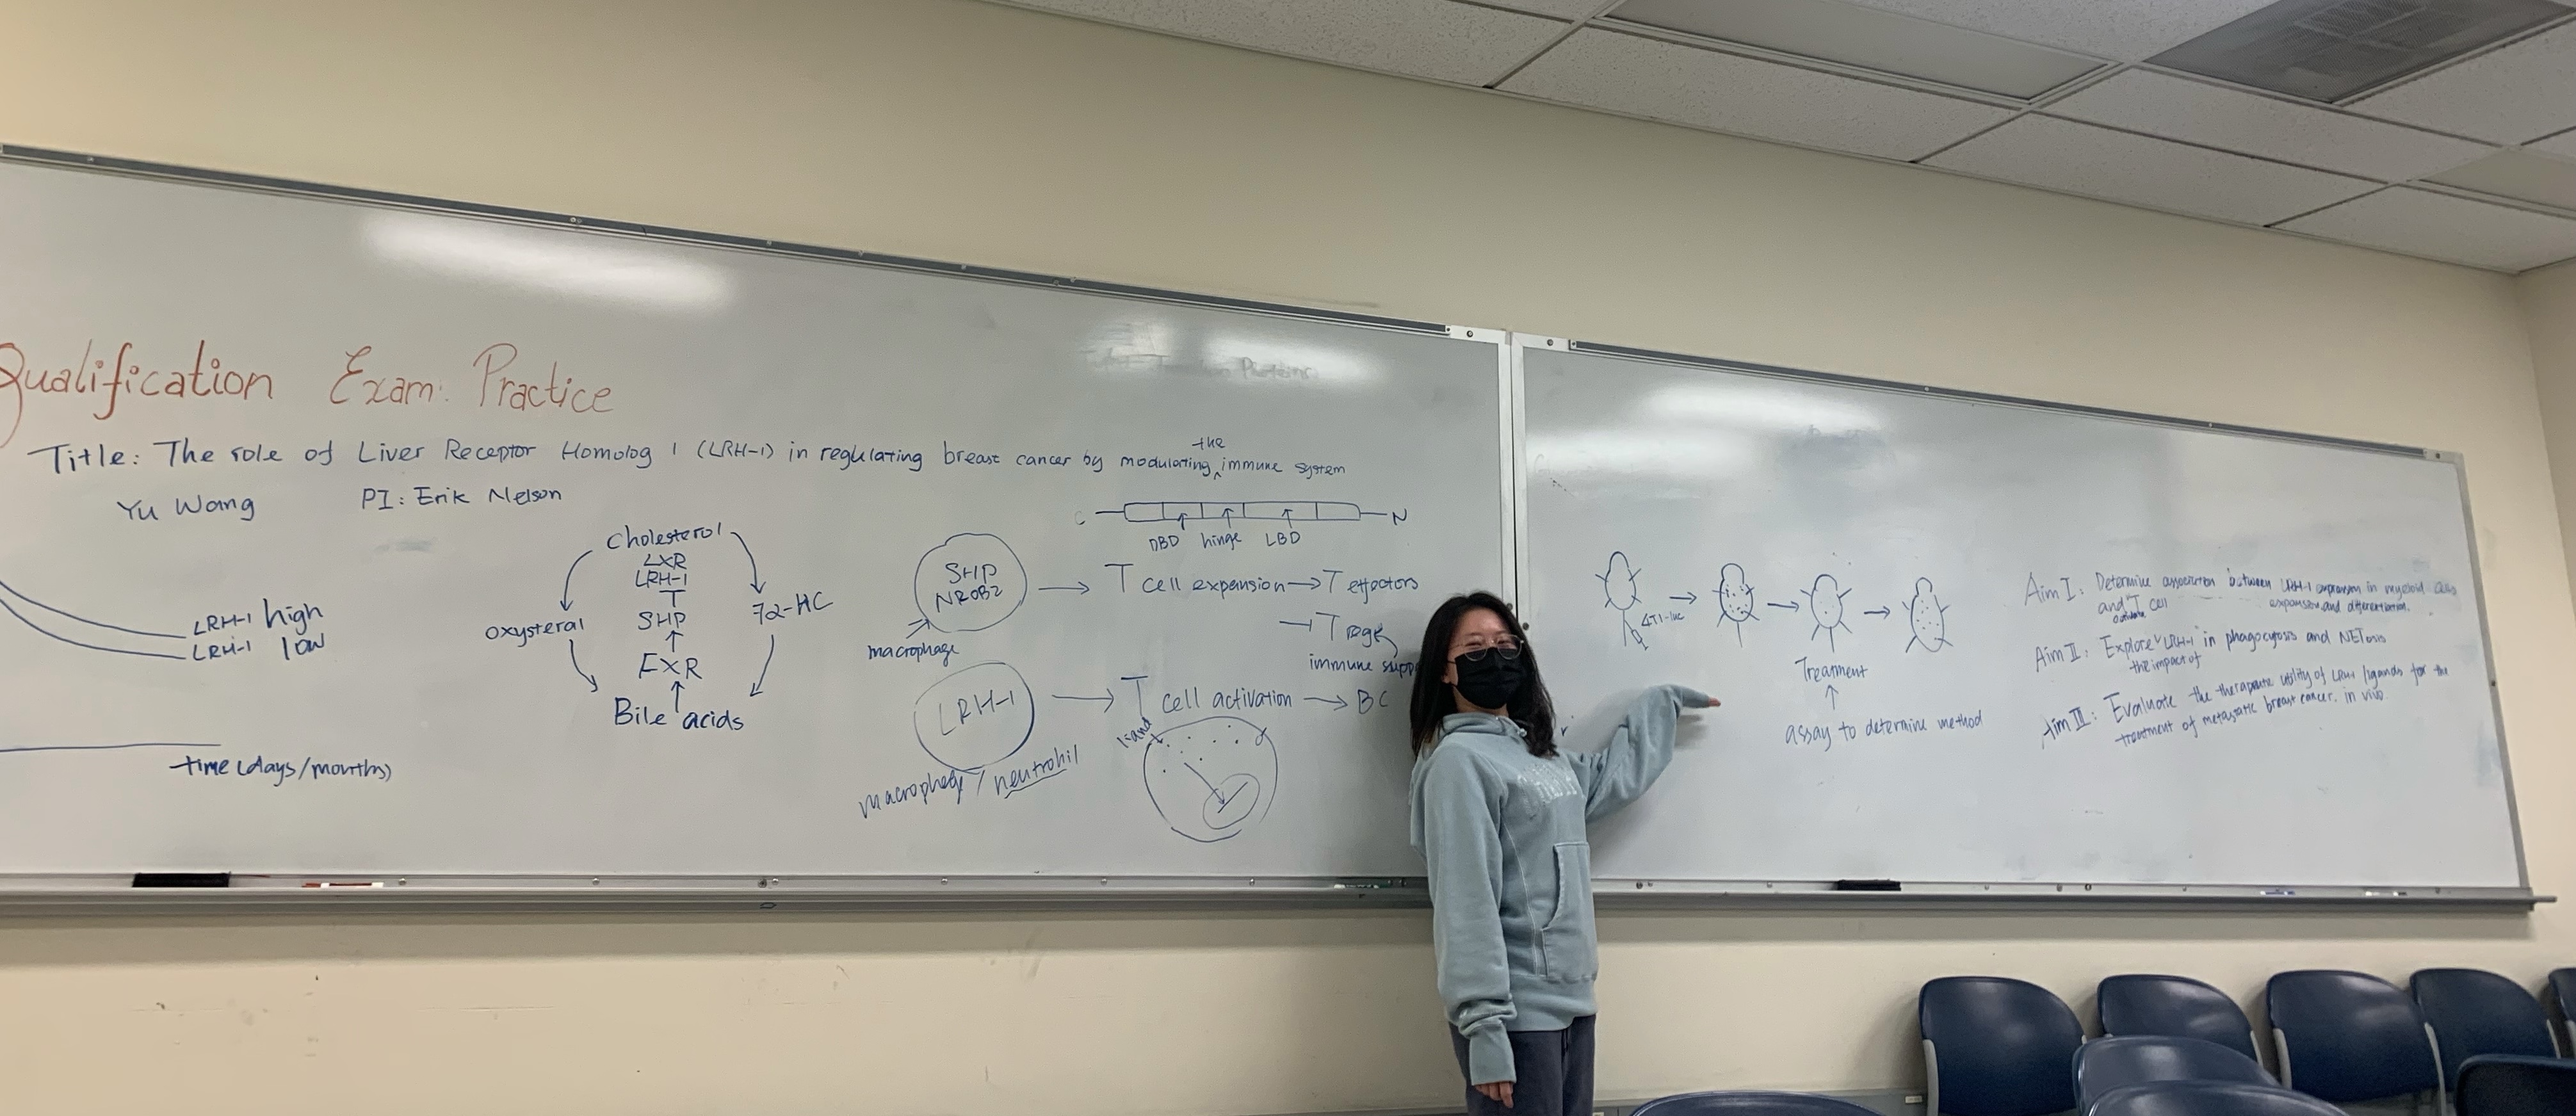 Qualification Exam: Practice
Title: The role of Liver Receptor Homolog 1 (LRH-1) in regulating breast cancer by modulating the immune system
Yu Wang PI: Erik Nelson
LRH-1 high
LRH-1 low
time (days/months)
Cholesterol
LXR
LRH-1
SHP
FXR
Bile acids
oxysterol
7α-HC
C N
DBD hinge LBD
SHP
NR0B2
macrophage
T cell expansion → T effectors
⊣ T regs
immune supp
LRH-1
macrophage / neutrohil
T cell activation → BC
4T1-luc
Treatment
↑
assay to determine method
Aim I: Determine association between LRH-1 expression in myeloid cells
and T cell expansion and differentiation.
Aim II: Explore the impact of LRH-1 in phagocytosis and NETosis
Aim III: Evaluate the therapeutic utility of LRH-1 ligands for the
treatment of metastatic breast cancer. in vivo.